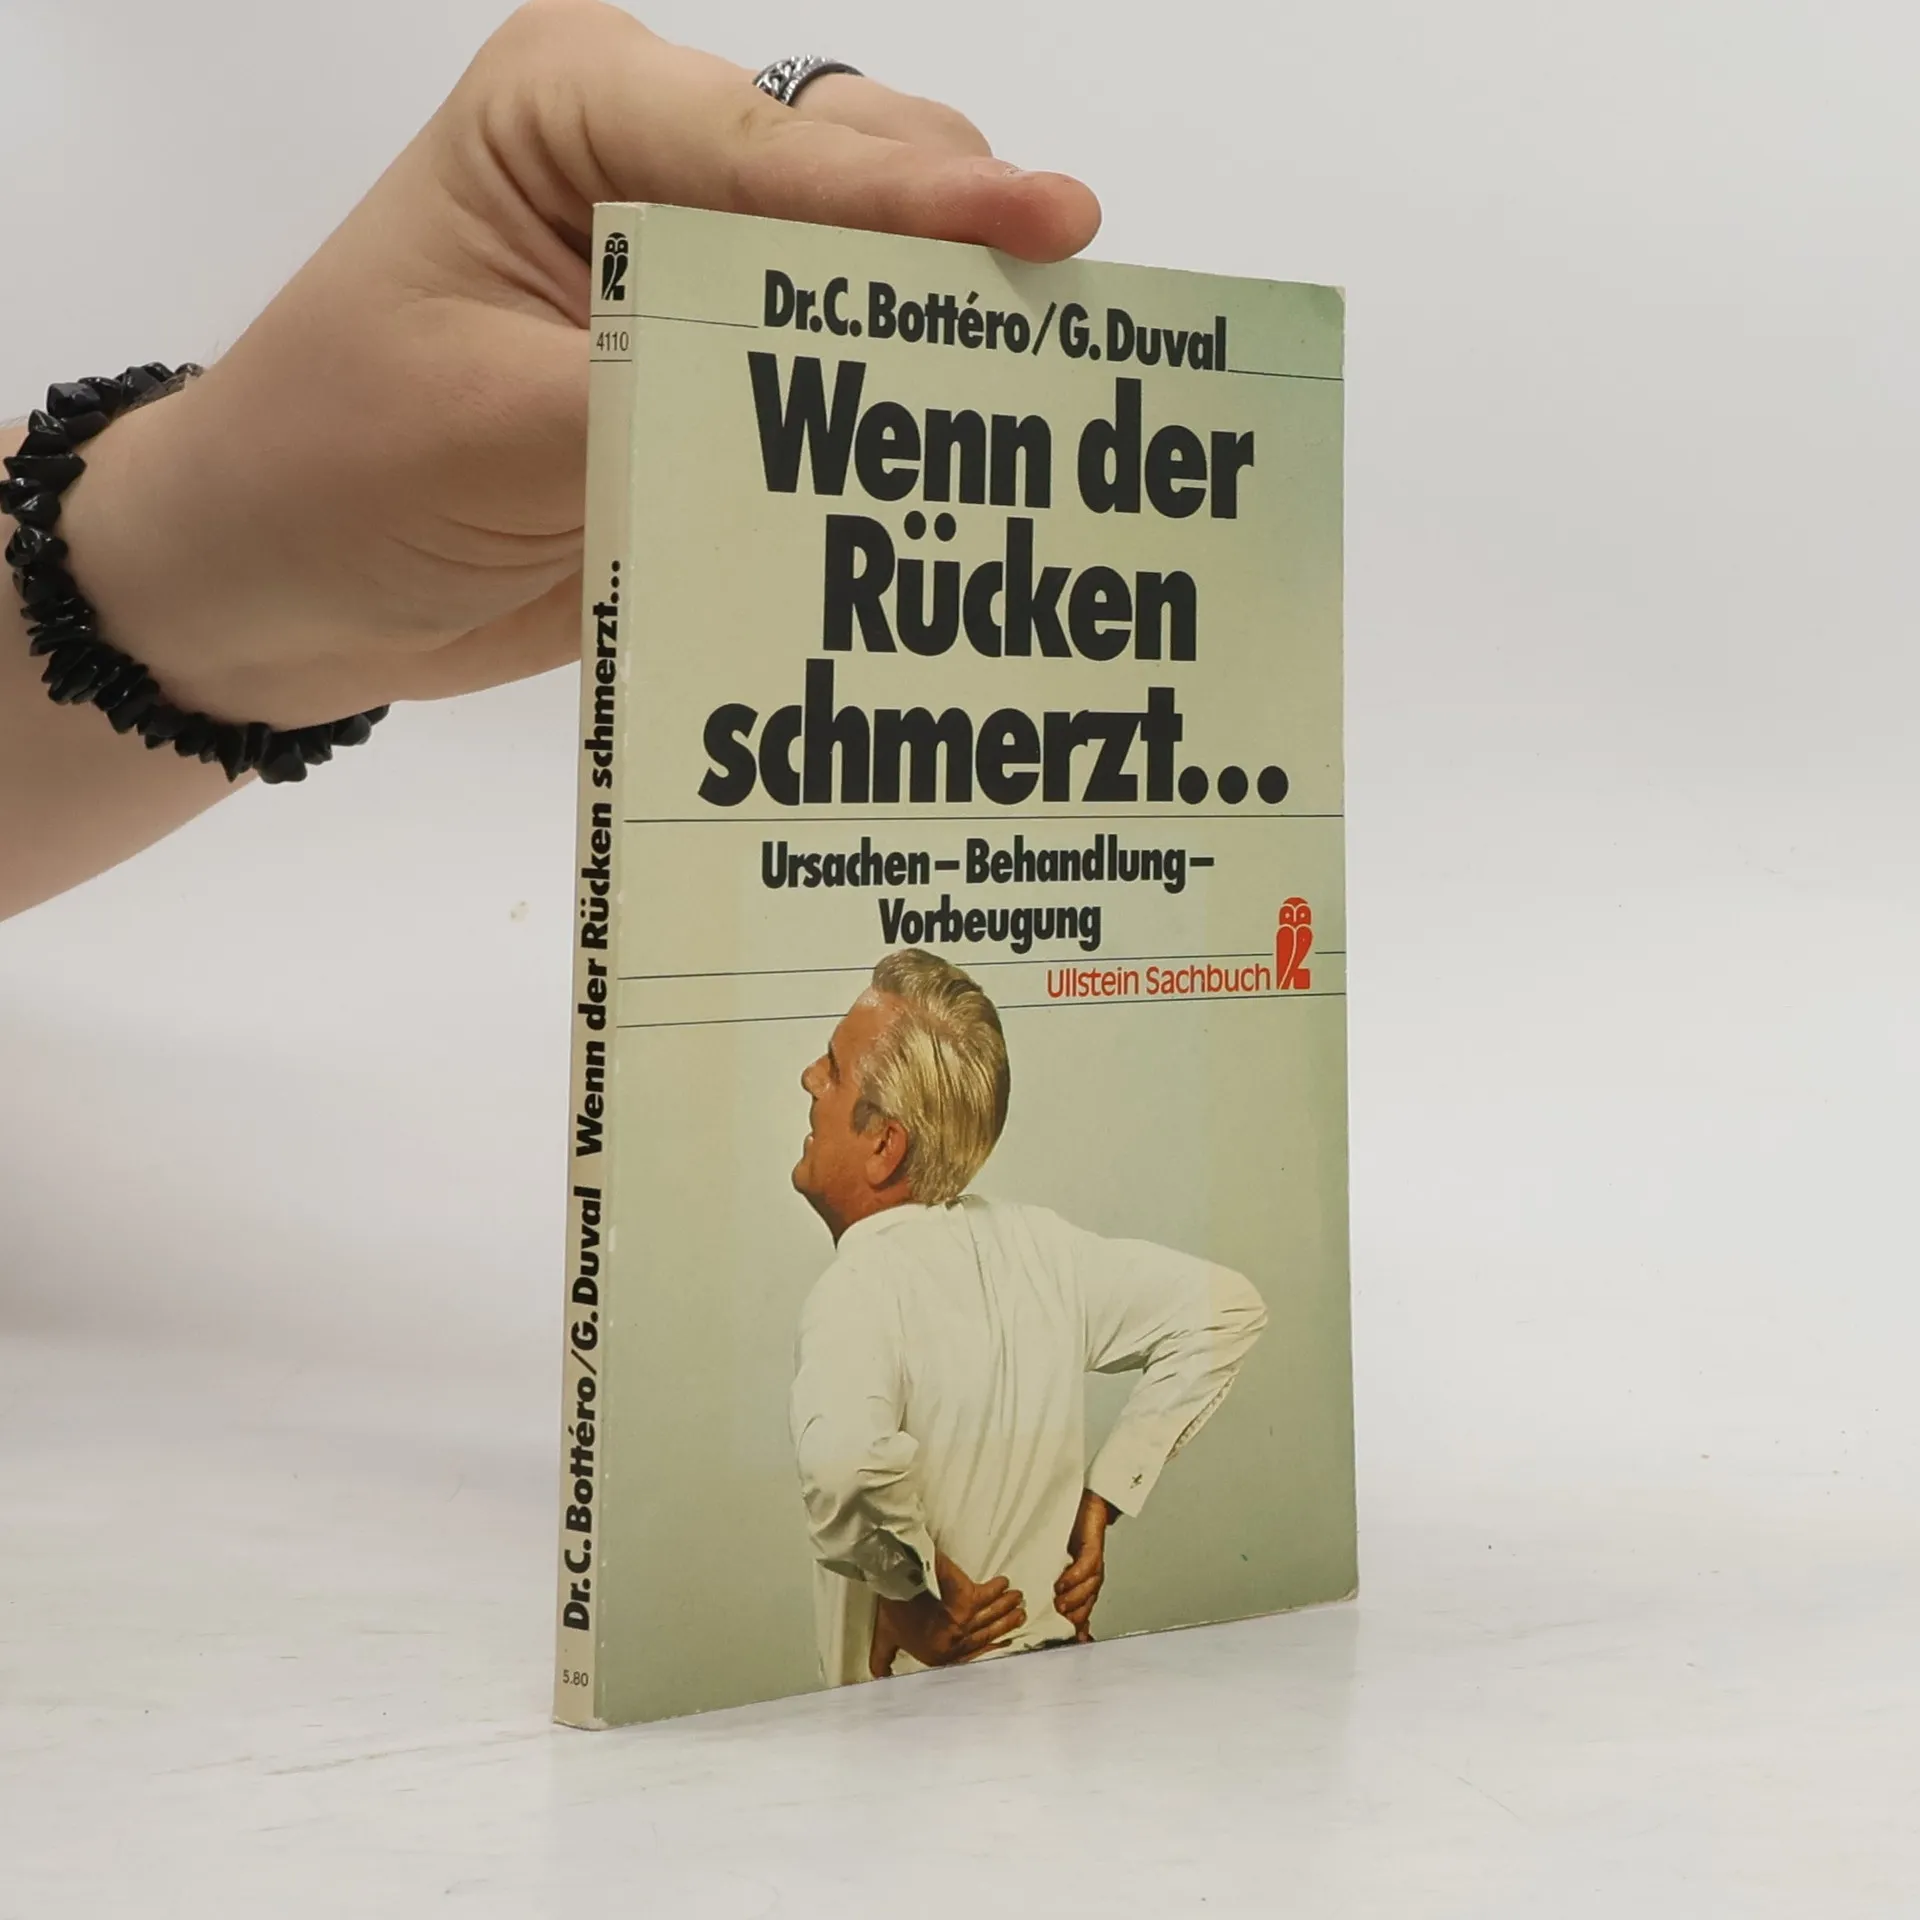 Dr.C.Bottéro/G.Duval
Wenn der
Rücken
schmerzt...
Ursachen–Behandlung–
Vorbeugung
Ullstein Sachbuch
4110
Dr.C.Bottéro/G.Duval Wenn der Rücken schmerzt...
5.80